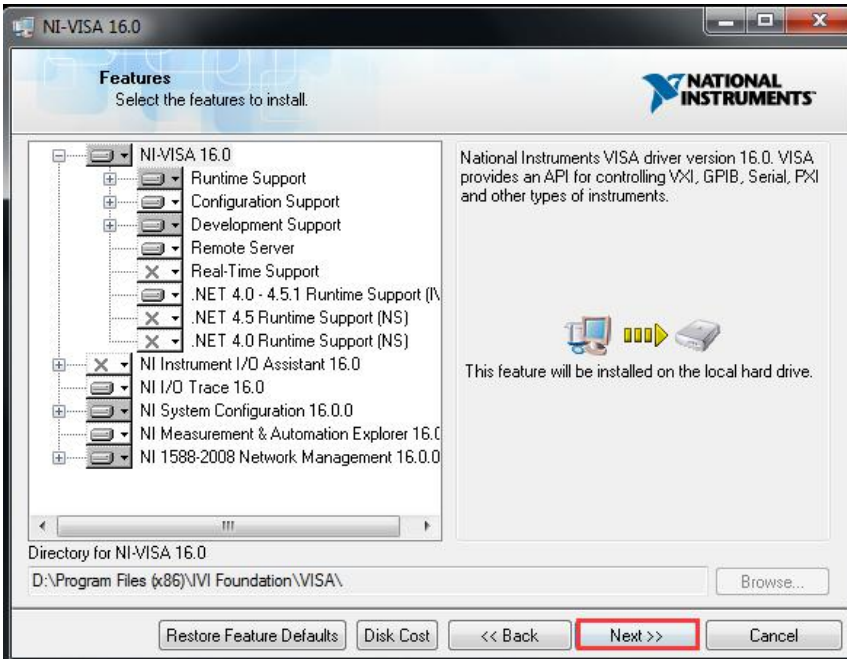 NI-VISA 16.0
Features
Select the features to install.
NATIONAL
INSTRUMENTS
NI-VISA 16.0
Runtime Support
Configuration Support
Development Support
Remote Server
Real-Time Support
.NET 4.0 - 4.5.1 Runtime Support (I\
.NET 4.5 Runtime Support (NS)
.NET 4.0 Runtime Support (NS)
NI Instrument I/O Assistant 16.0
NI I/O Trace 16.0
NI System Configuration 16.0.0
NI Measurement & Automation Explorer 16.0
NI 1588-2008 Network Management 16.0.0
National Instruments VISA driver version 16.0. VISA
provides an API for controlling VXI, GPIB, Serial, PXI
and other types of instruments.
This feature will be installed on the local hard drive.
Directory for NI-VISA 16.0
D:\Program Files (x86)\IVI Foundation\VISA\
Browse...
Restore Feature Defaults
Disk Cost
<< Back
Next >>
Cancel